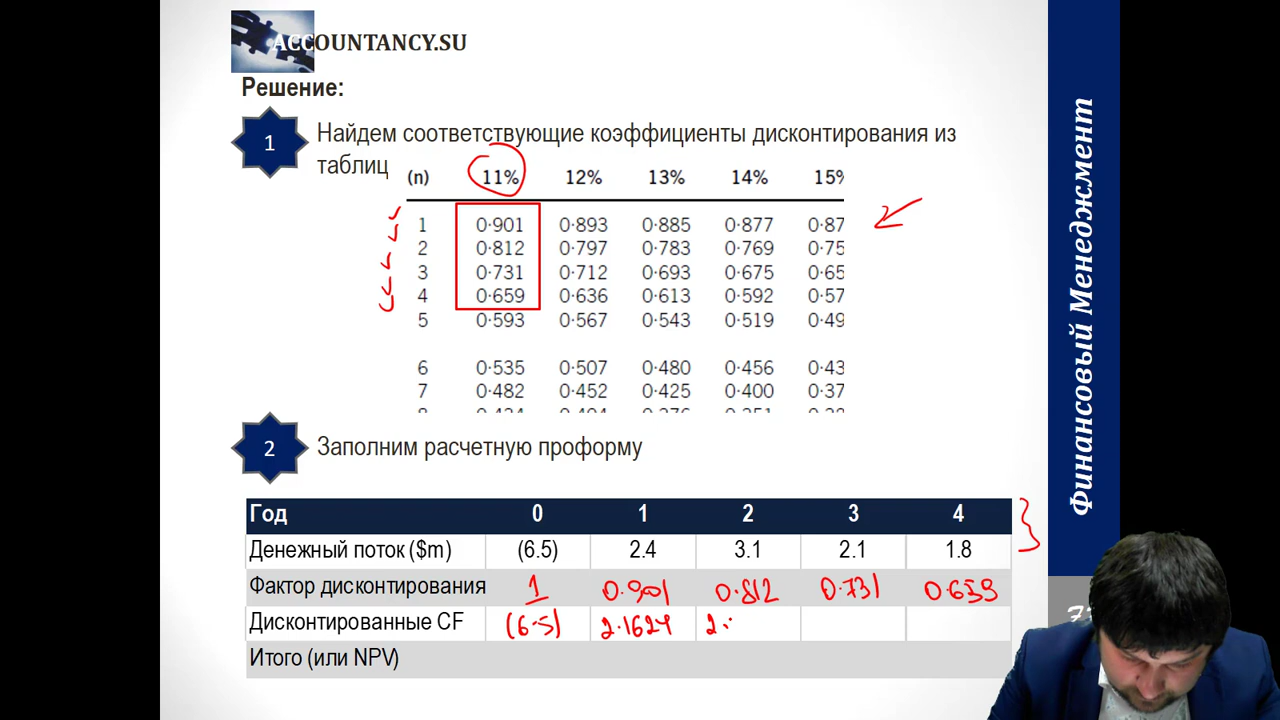 ACCOUNTANCY.SU
Решение:
1
Найдем соответствующие коэффициенты дисконтирования из
таблиц
(n) 11% 12% 13% 14% 15%
1 0·901 0·893 0·885 0·877 0·87
2 0·812 0·797 0·783 0·769 0·75
3 0·731 0·712 0·693 0·675 0·65
4 0·659 0·636 0·613 0·592 0·57
5 0·593 0·567 0·543 0·519 0·49
6 0·535 0·507 0·480 0·456 0·43
7 0·482 0·452 0·425 0·400 0·37
2
Заполним расчетную проформу
Год 0 1 2 3 4
Денежный поток ($m) (6.5) 2.4 3.1 2.1 1.8
Фактор дисконтирования 1 0.901 0.812 0.731 0.659
Дисконтированные CF (6.5) 2.1624 2.
Итого (или NPV)
Финансовый Менеджмент